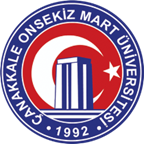 ÇANAKKALE ONSEKİZ MART ÜNİVERSİTESİ
• 1992 •